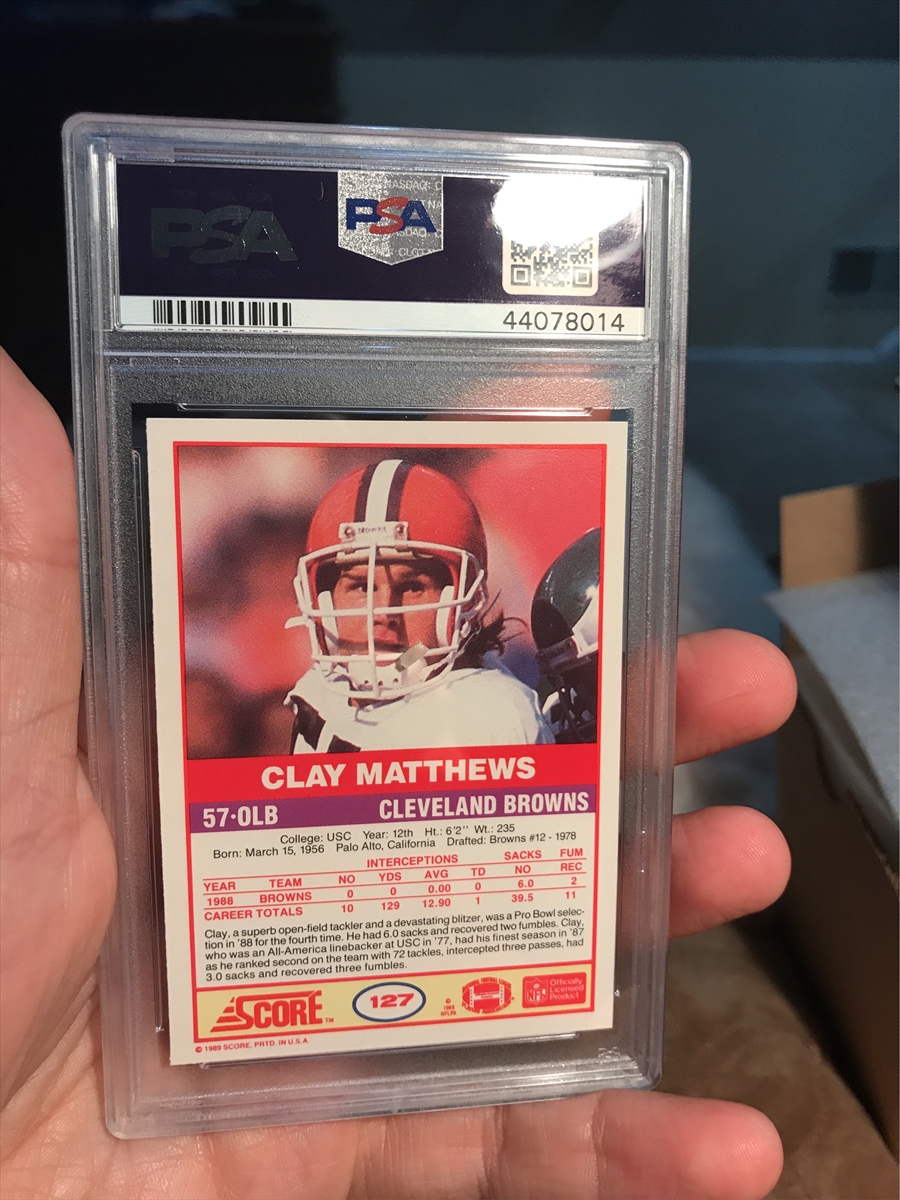 PSA
NASDAQ
PSA
44078014
BROWNS
CLAY MATTHEWS
57·OLB CLEVELAND BROWNS
College: USC Year: 12th Ht.: 6'2'' Wt.: 235
Born: March 15, 1956 Palo Alto, California Drafted: Browns #12 - 1978
INTERCEPTIONS SACKS FUM
YEAR TEAM NO YDS AVG TD NO REC
1988 BROWNS 0 0 0.00 0 6.0 2
CAREER TOTALS 10 129 12.90 1 39.5 11
Clay, a superb open-field tackler and a devastating blitzer, was a Pro Bowl selec-
tion in '88 for the fourth time. He had 6.0 sacks and recovered two fumbles. Clay,
who was an All-America linebacker at USC in '77, had his finest season in '87
as he ranked second on the team with 72 tackles, intercepted three passes, had
3.0 sacks and recovered three fumbles.
SCORE™ 127 © 1989 NFLPA NFL Officially Licensed Product
© 1989 SCORE. PRTD. IN U.S.A.